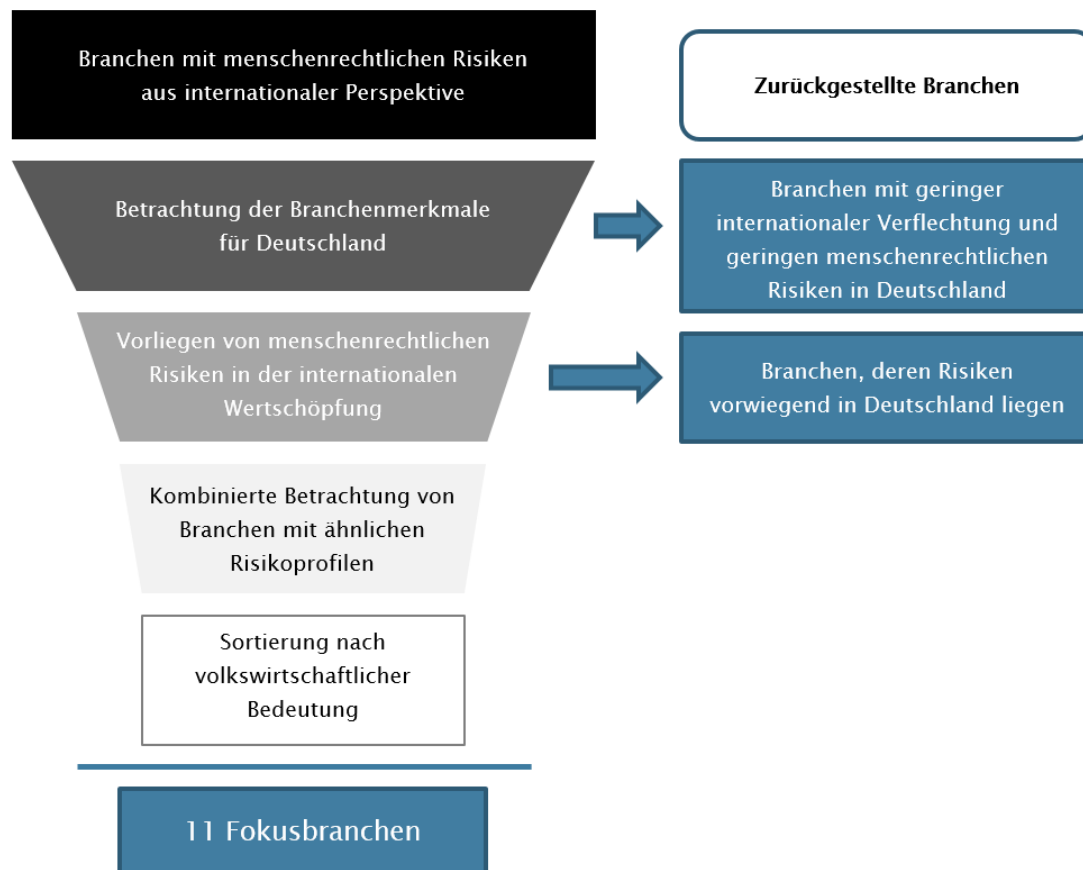 Branchen mit menschenrechtlichen Risiken
aus internationaler Perspektive
Zurückgestellte Branchen
Betrachtung der Branchenmerkmale
für Deutschland
Branchen mit geringer
internationaler Verflechtung und
geringen menschenrechtlichen
Risiken in Deutschland
Vorliegen von menschenrechtlichen
Risiken in der internationalen
Wertschöpfung
Branchen, deren Risiken
vorwiegend in Deutschland liegen
Kombinierte Betrachtung von
Branchen mit ähnlichen
Risikoprofilen
Sortierung nach
volkswirtschaftlicher
Bedeutung
11 Fokusbranchen